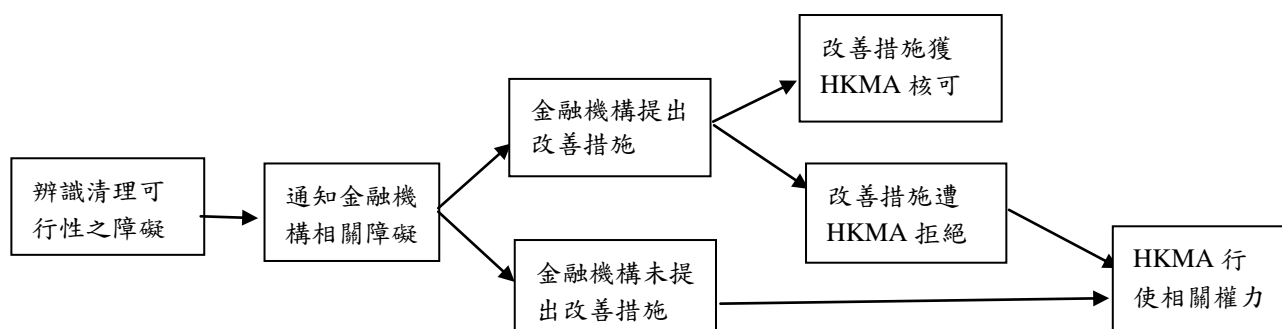 辨識清理可
行性之障礙
通知金融機
構相關障礙
金融機構提出
改善措施
金融機構未提
出改善措施
改善措施獲
HKMA 核可
改善措施遭
HKMA 拒絕
HKMA 行
使相關權力